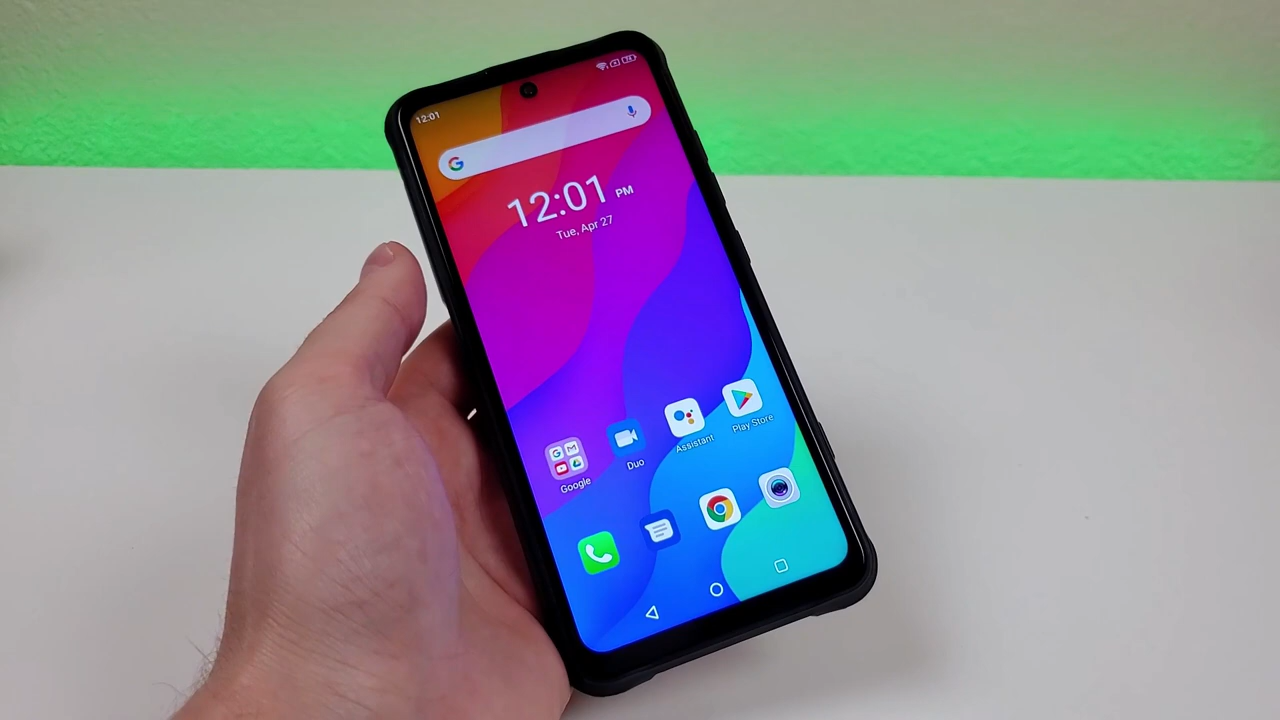 12:01
G
12:01 PM
Tue, Apr 27
Google
Duo
Assistant
Play Store